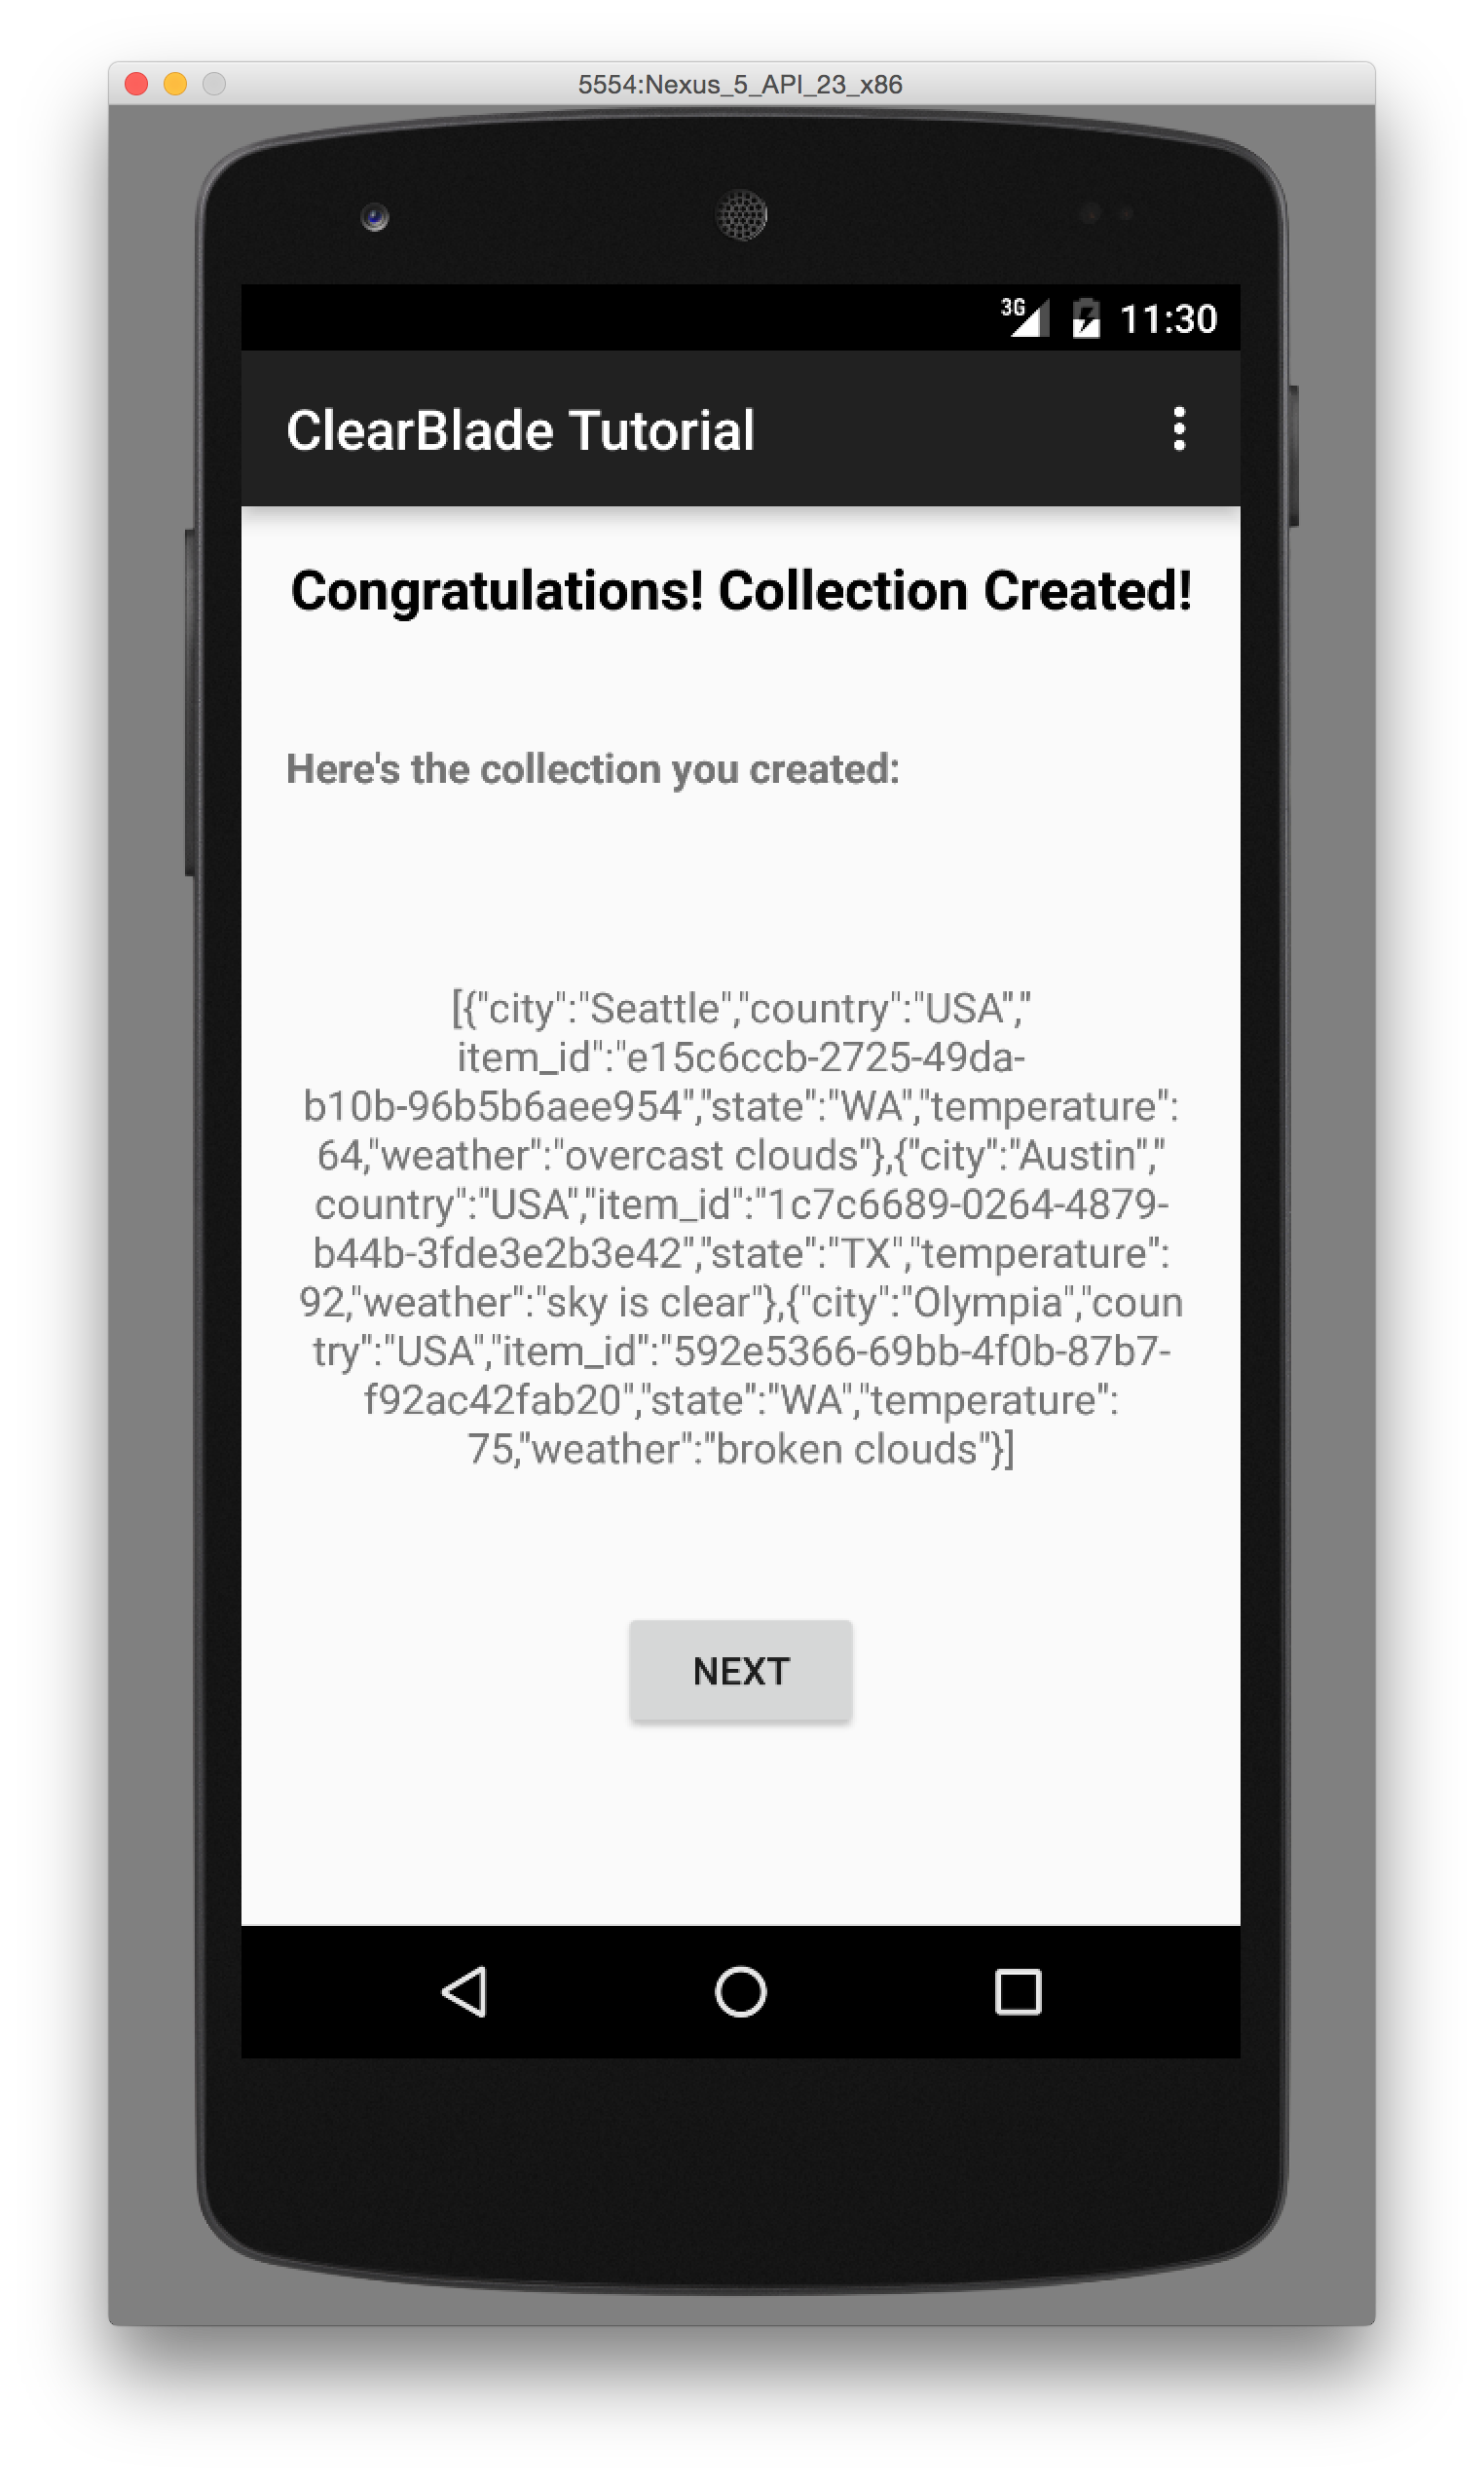 5554:Nexus_5_API_23_x86
3G 11:30
ClearBlade Tutorial
Congratulations! Collection Created!
Here's the collection you created:
[{"city":"Seattle","country":"USA","
item_id":"e15c6ccb-2725-49da-
b10b-96b5b6aee954","state":"WA","temperature":
64,"weather":"overcast clouds"},{"city":"Austin","
country":"USA","item_id":"1c7c6689-0264-4879-
b44b-3fde3e2b3e42","state":"TX","temperature":
92,"weather":"sky is clear"},{"city":"Olympia","coun
try":"USA","item_id":"592e5366-69bb-4f0b-87b7-
f92ac42fab20","state":"WA","temperature":
75,"weather":"broken clouds"}]
NEXT